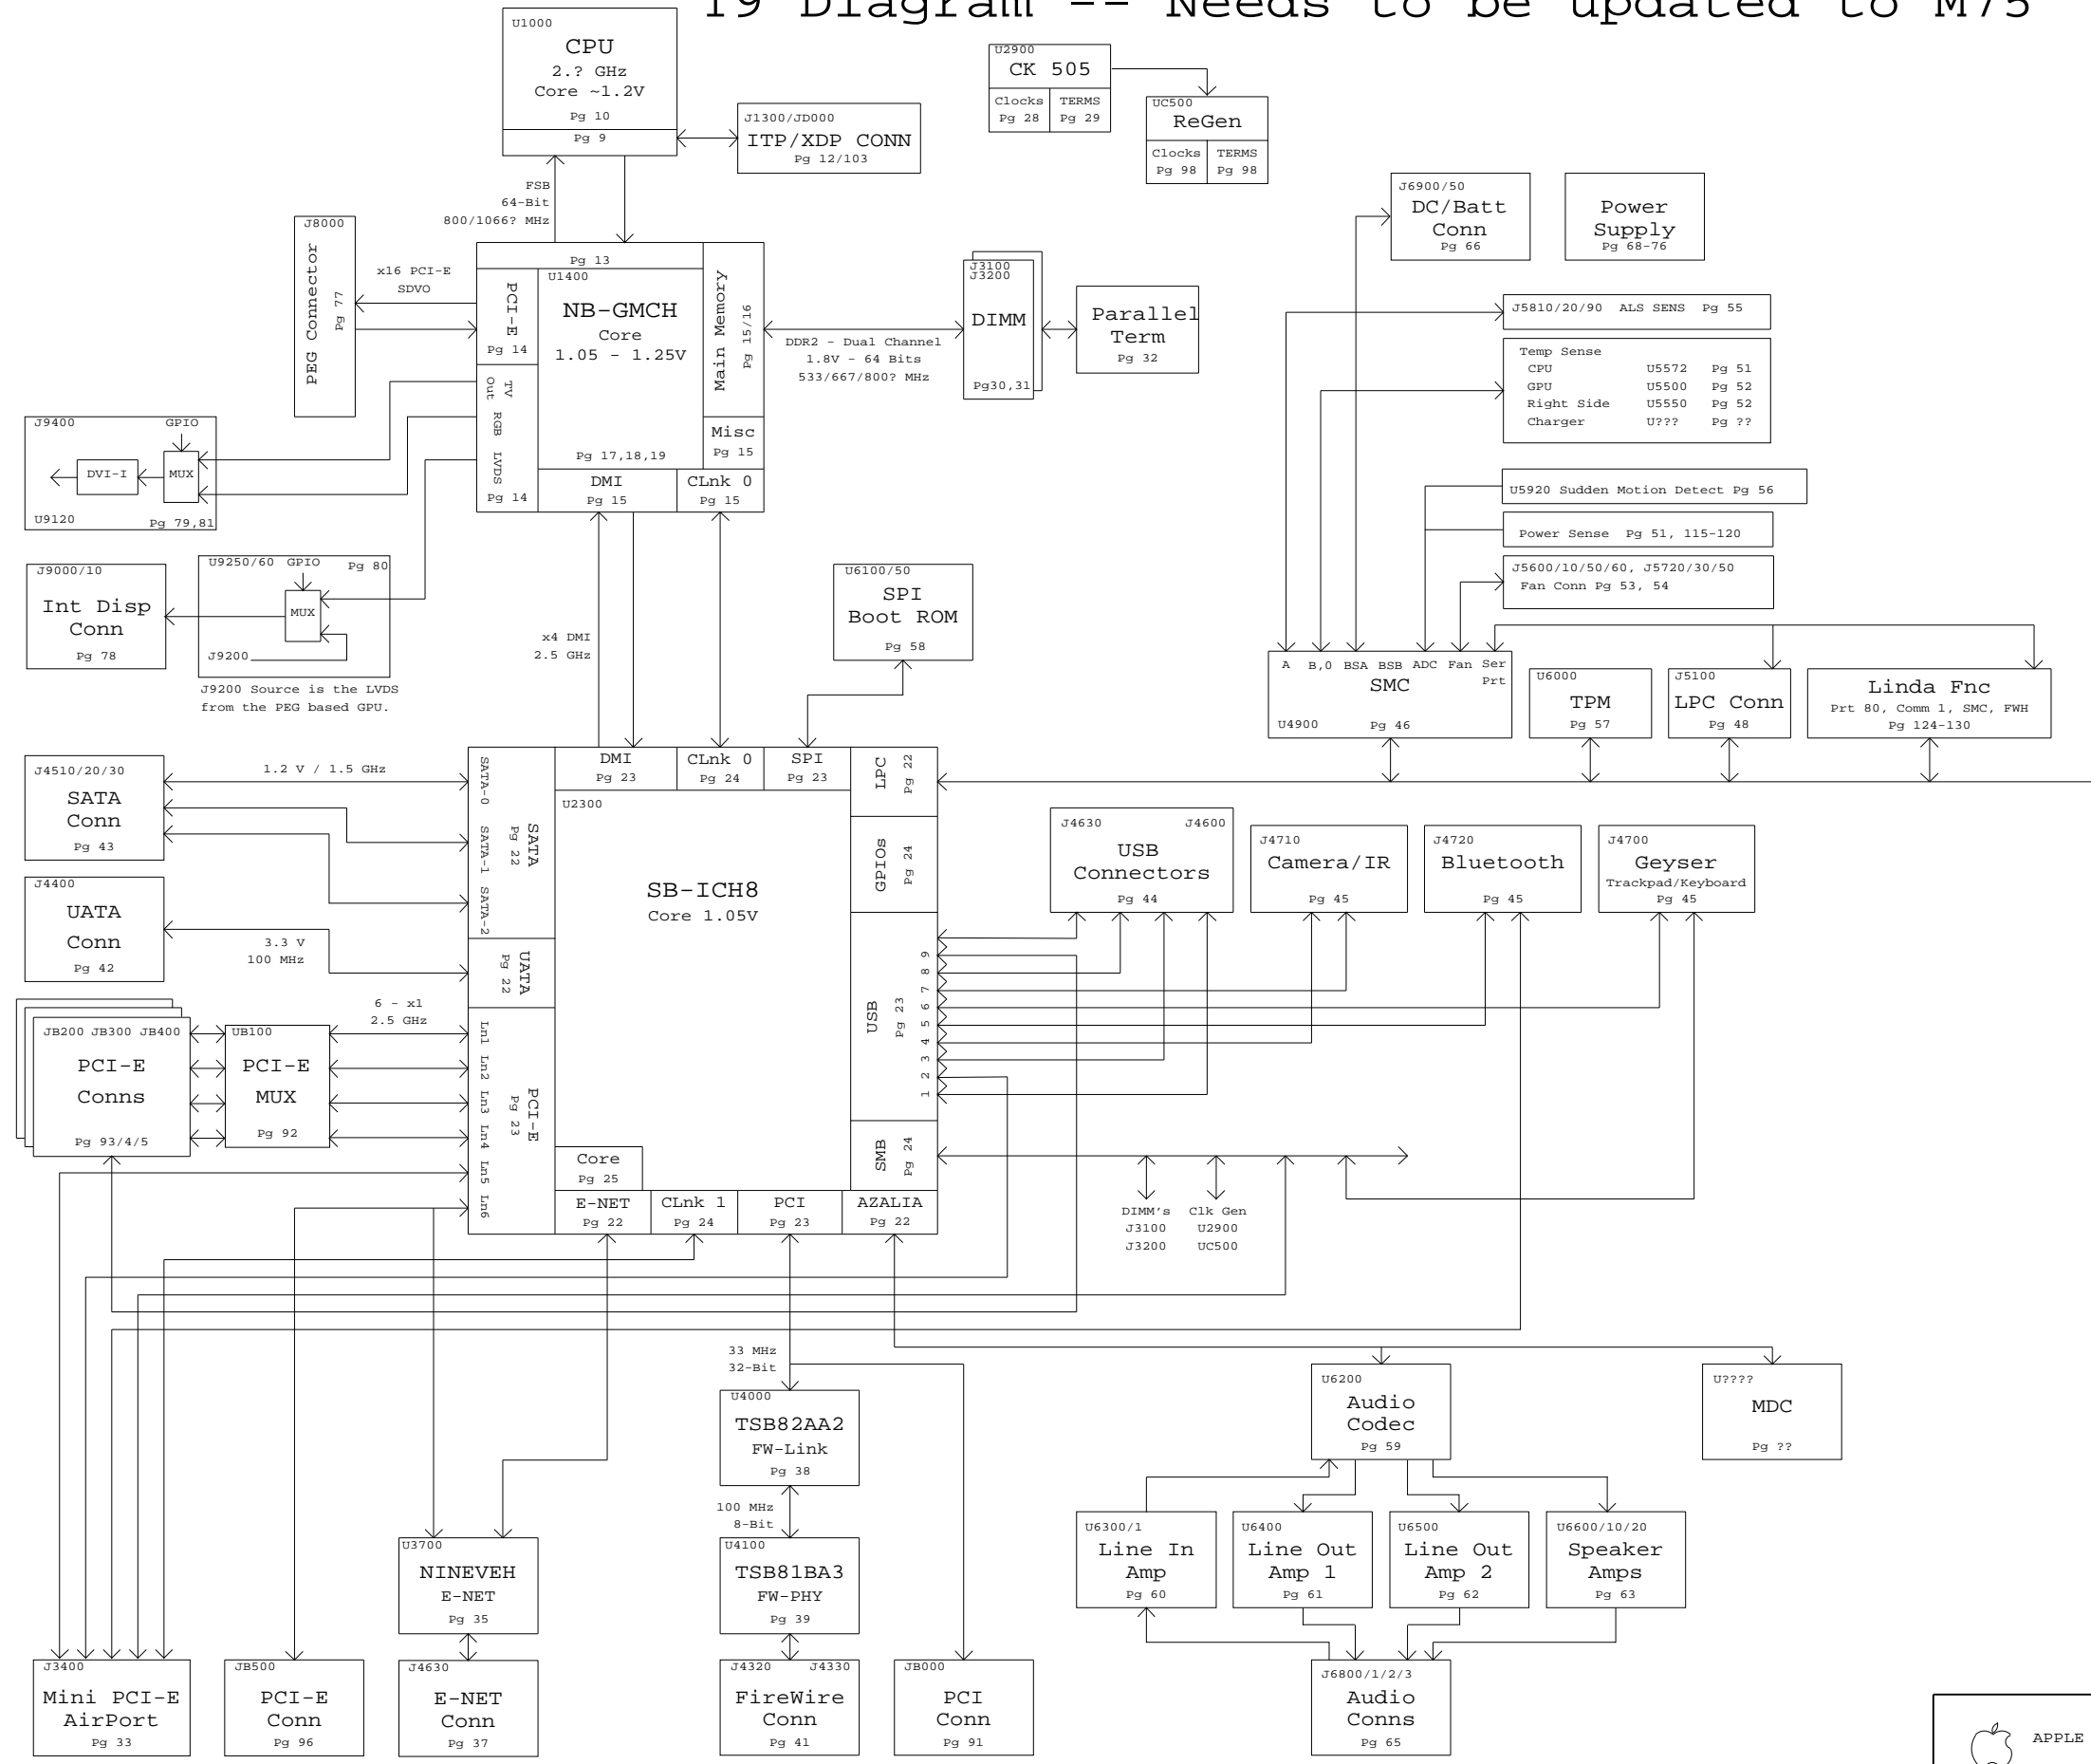 T9 Diagram -- Needs to be updated to M75
U1000
CPU
2.? GHz
Core ~1.2V
Pg 10
Pg 9
J1300/JD000
ITP/XDP CONN
Pg 12/103
U2900
CK 505
Clocks
Pg 28
TERMS
Pg 29
UC500
ReGen
Clocks
Pg 98
TERMS
Pg 98
FSB
64-Bit
800/1066? MHz
J6900/50
DC/Batt
Conn
Pg 66
Power
Supply
Pg 68-76
J8000
PEG Connector
Pg 77
x16 PCI-E
SDVO
Pg 13
U1400
NB-GMCH
Core
1.05 - 1.25V
Pg 17,18,19
PCI-E
Pg 14
TV
Out
RGB
LVDS
Pg 14
Main Memory
Pg 15/16
Misc
Pg 15
DMI
Pg 15
CLnk 0
Pg 15
DDR2 - Dual Channel
1.8V - 64 Bits
533/667/800? MHz
J3100
J3200
DIMM
Pg30,31
Parallel
Term
Pg 32
J5810/20/90 ALS SENS Pg 55
Temp Sense
CPU U5572 Pg 51
GPU U5500 Pg 52
Right Side U5550 Pg 52
Charger U??? Pg ??
U5920 Sudden Motion Detect Pg 56
Power Sense Pg 51, 115-120
J5600/10/50/60, J5720/30/50
Fan Conn Pg 53, 54
J9400
GPIO
DVI-I
MUX
U9120
Pg 79,81
J9000/10
Int Disp
Conn
Pg 78
U9250/60 GPIO Pg 80
MUX
J9200
J9200 Source is the LVDS
from the PEG based GPU.
x4 DMI
2.5 GHz
U6100/50
SPI
Boot ROM
Pg 58
A B,0 BSA BSB ADC Fan Ser
Prt
SMC
U4900
Pg 46
U6000
TPM
Pg 57
J5100
LPC Conn
Pg 48
Linda Fnc
Prt 80, Comm 1, SMC, FWH
Pg 124-130
J4510/20/30
SATA
Conn
Pg 43
1.2 V / 1.5 GHz
J4400
UATA
Conn
Pg 42
3.3 V
100 MHz
SATA-0
SATA-1
SATA-2
SATA
Pg 22
UATA
Pg 22
DMI
Pg 23
CLnk 0
Pg 24
SPI
Pg 23
LPC
Pg 22
U2300
SB-ICH8
Core 1.05V
GPIOs
Pg 24
USB
Pg 23
9
8
7
6
5
4
3
2
1
SMB
Pg 24
J4630 J4600
USB
Connectors
Pg 44
J4710
Camera/IR
Pg 45
J4720
Bluetooth
Pg 45
J4700
Geyser
Trackpad/Keyboard
Pg 45
JB200 JB300 JB400
PCI-E
Conns
Pg 93/4/5
UB100
PCI-E
MUX
Pg 92
6 - x1
2.5 GHz
Ln1
Ln2
Ln3
Ln4
Ln5
Ln6
PCI-E
Pg 23
Core
Pg 25
E-NET
Pg 22
CLnk 1
Pg 24
PCI
Pg 23
AZALIA
Pg 22
DIMM's
J3100
J3200
Clk Gen
U2900
UC500
33 MHz
32-Bit
U4000
TSB82AA2
FW-Link
Pg 38
100 MHz
8-Bit
U4100
TSB81BA3
FW-PHY
Pg 39
U3700
NINEVEH
E-NET
Pg 35
U6200
Audio
Codec
Pg 59
U????
MDC
Pg ??
U6300/1
Line In
Amp
Pg 60
U6400
Line Out
Amp 1
Pg 61
U6500
Line Out
Amp 2
Pg 62
U6600/10/20
Speaker
Amps
Pg 63
J3400
Mini PCI-E
AirPort
Pg 33
JB500
PCI-E
Conn
Pg 96
J4630
E-NET
Conn
Pg 37
J4320 J4330
FireWire
Conn
Pg 41
JB000
PCI
Conn
Pg 91
J6800/1/2/3
Audio
Conns
Pg 65
APPLE